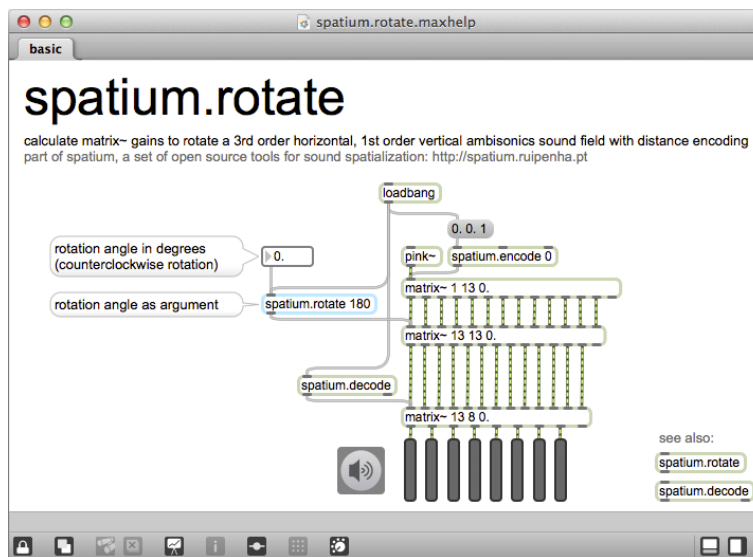 spatium.rotate.maxhelp
basic
spatium.rotate
calculate matrix~ gains to rotate a 3rd order horizontal, 1st order vertical ambisonics sound field with distance encoding
part of spatium, a set of open source tools for sound spatialization: http://spatium.ruipenha.pt
loadbang
0. 0. 1
rotation angle in degrees
(counterclockwise rotation)
0.
pink~
spatium.encode 0
matrix~ 1 13 0.
rotation angle as argument
spatium.rotate 180
matrix~ 13 13 0.
spatium.decode
matrix~ 13 8 0.
see also:
spatium.rotate
spatium.decode